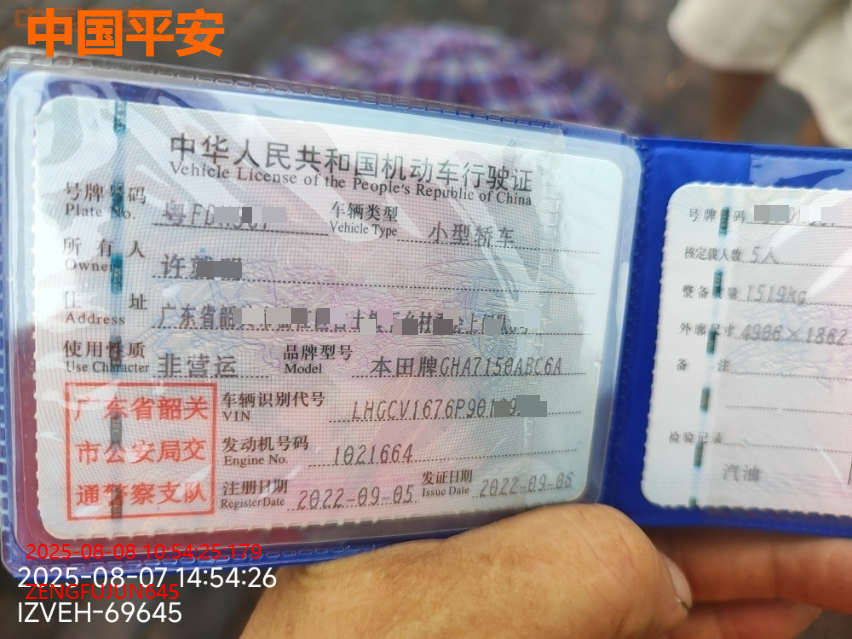 中国平安
中华人民共和国机动车行驶证
Vehicle License of the People's Republic of China
号牌号码
Plate No.
粤F
车辆类型
Vehicle Type
小型轿车
所有人
Owner
许
住址
Address
广东省韶
使用性质
Use Character
非营运
品牌型号
Model
本田牌GHA7150ABC6A
广东省韶关
市公安局交
通警察支队
车辆识别代号
VIN
LHGCV1676P90
发动机号码
Engine No.
1021664
注册日期
Register Date
2022-09-05
发证日期
Issue Date
2022-09-06
号牌号码
核定载人数 5人
整备质量 1519kg
外廓尺寸 4906×1862
备注
检验记录
汽油
2025-08-08 10:54:25:179
2025-08-07 14:54:26
ZENGFUJUN645
IZVEH-69645